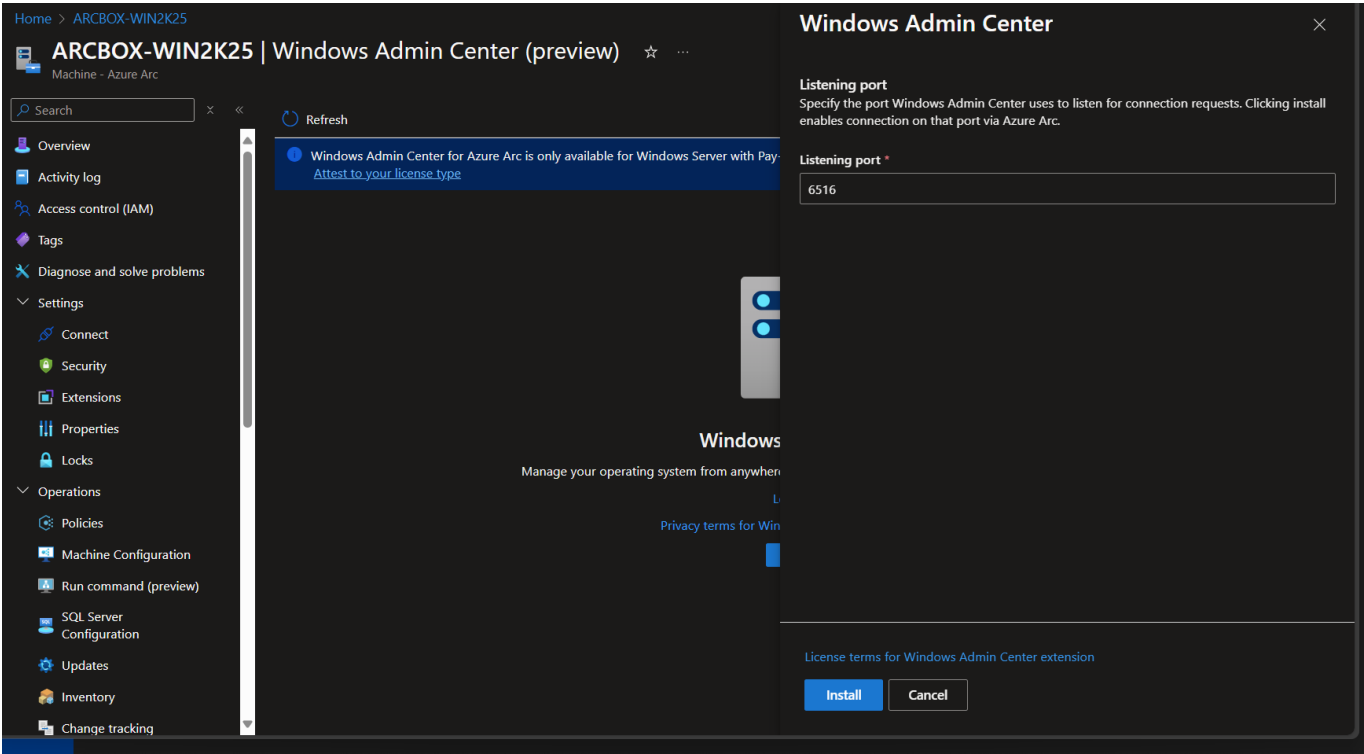 Home > ARCBOX-WIN2K25
ARCBOX-WIN2K25 | Windows Admin Center (preview)
Machine - Azure Arc
Search
Overview
Activity log
Access control (IAM)
Tags
Diagnose and solve problems
Settings
Connect
Security
Extensions
Properties
Locks
Operations
Policies
Machine Configuration
Run command (preview)
SQL Server
Configuration
Updates
Inventory
Change tracking
Refresh
Windows Admin Center for Azure Arc is only available for Windows Server with Pay-
Attest to your license type
Windows
Manage your operating system from anywher
Privacy terms for Win
Windows Admin Center
Listening port
Specify the port Windows Admin Center uses to listen for connection requests. Clicking install
enables connection on that port via Azure Arc.
Listening port *
6516
License terms for Windows Admin Center extension
Install
Cancel